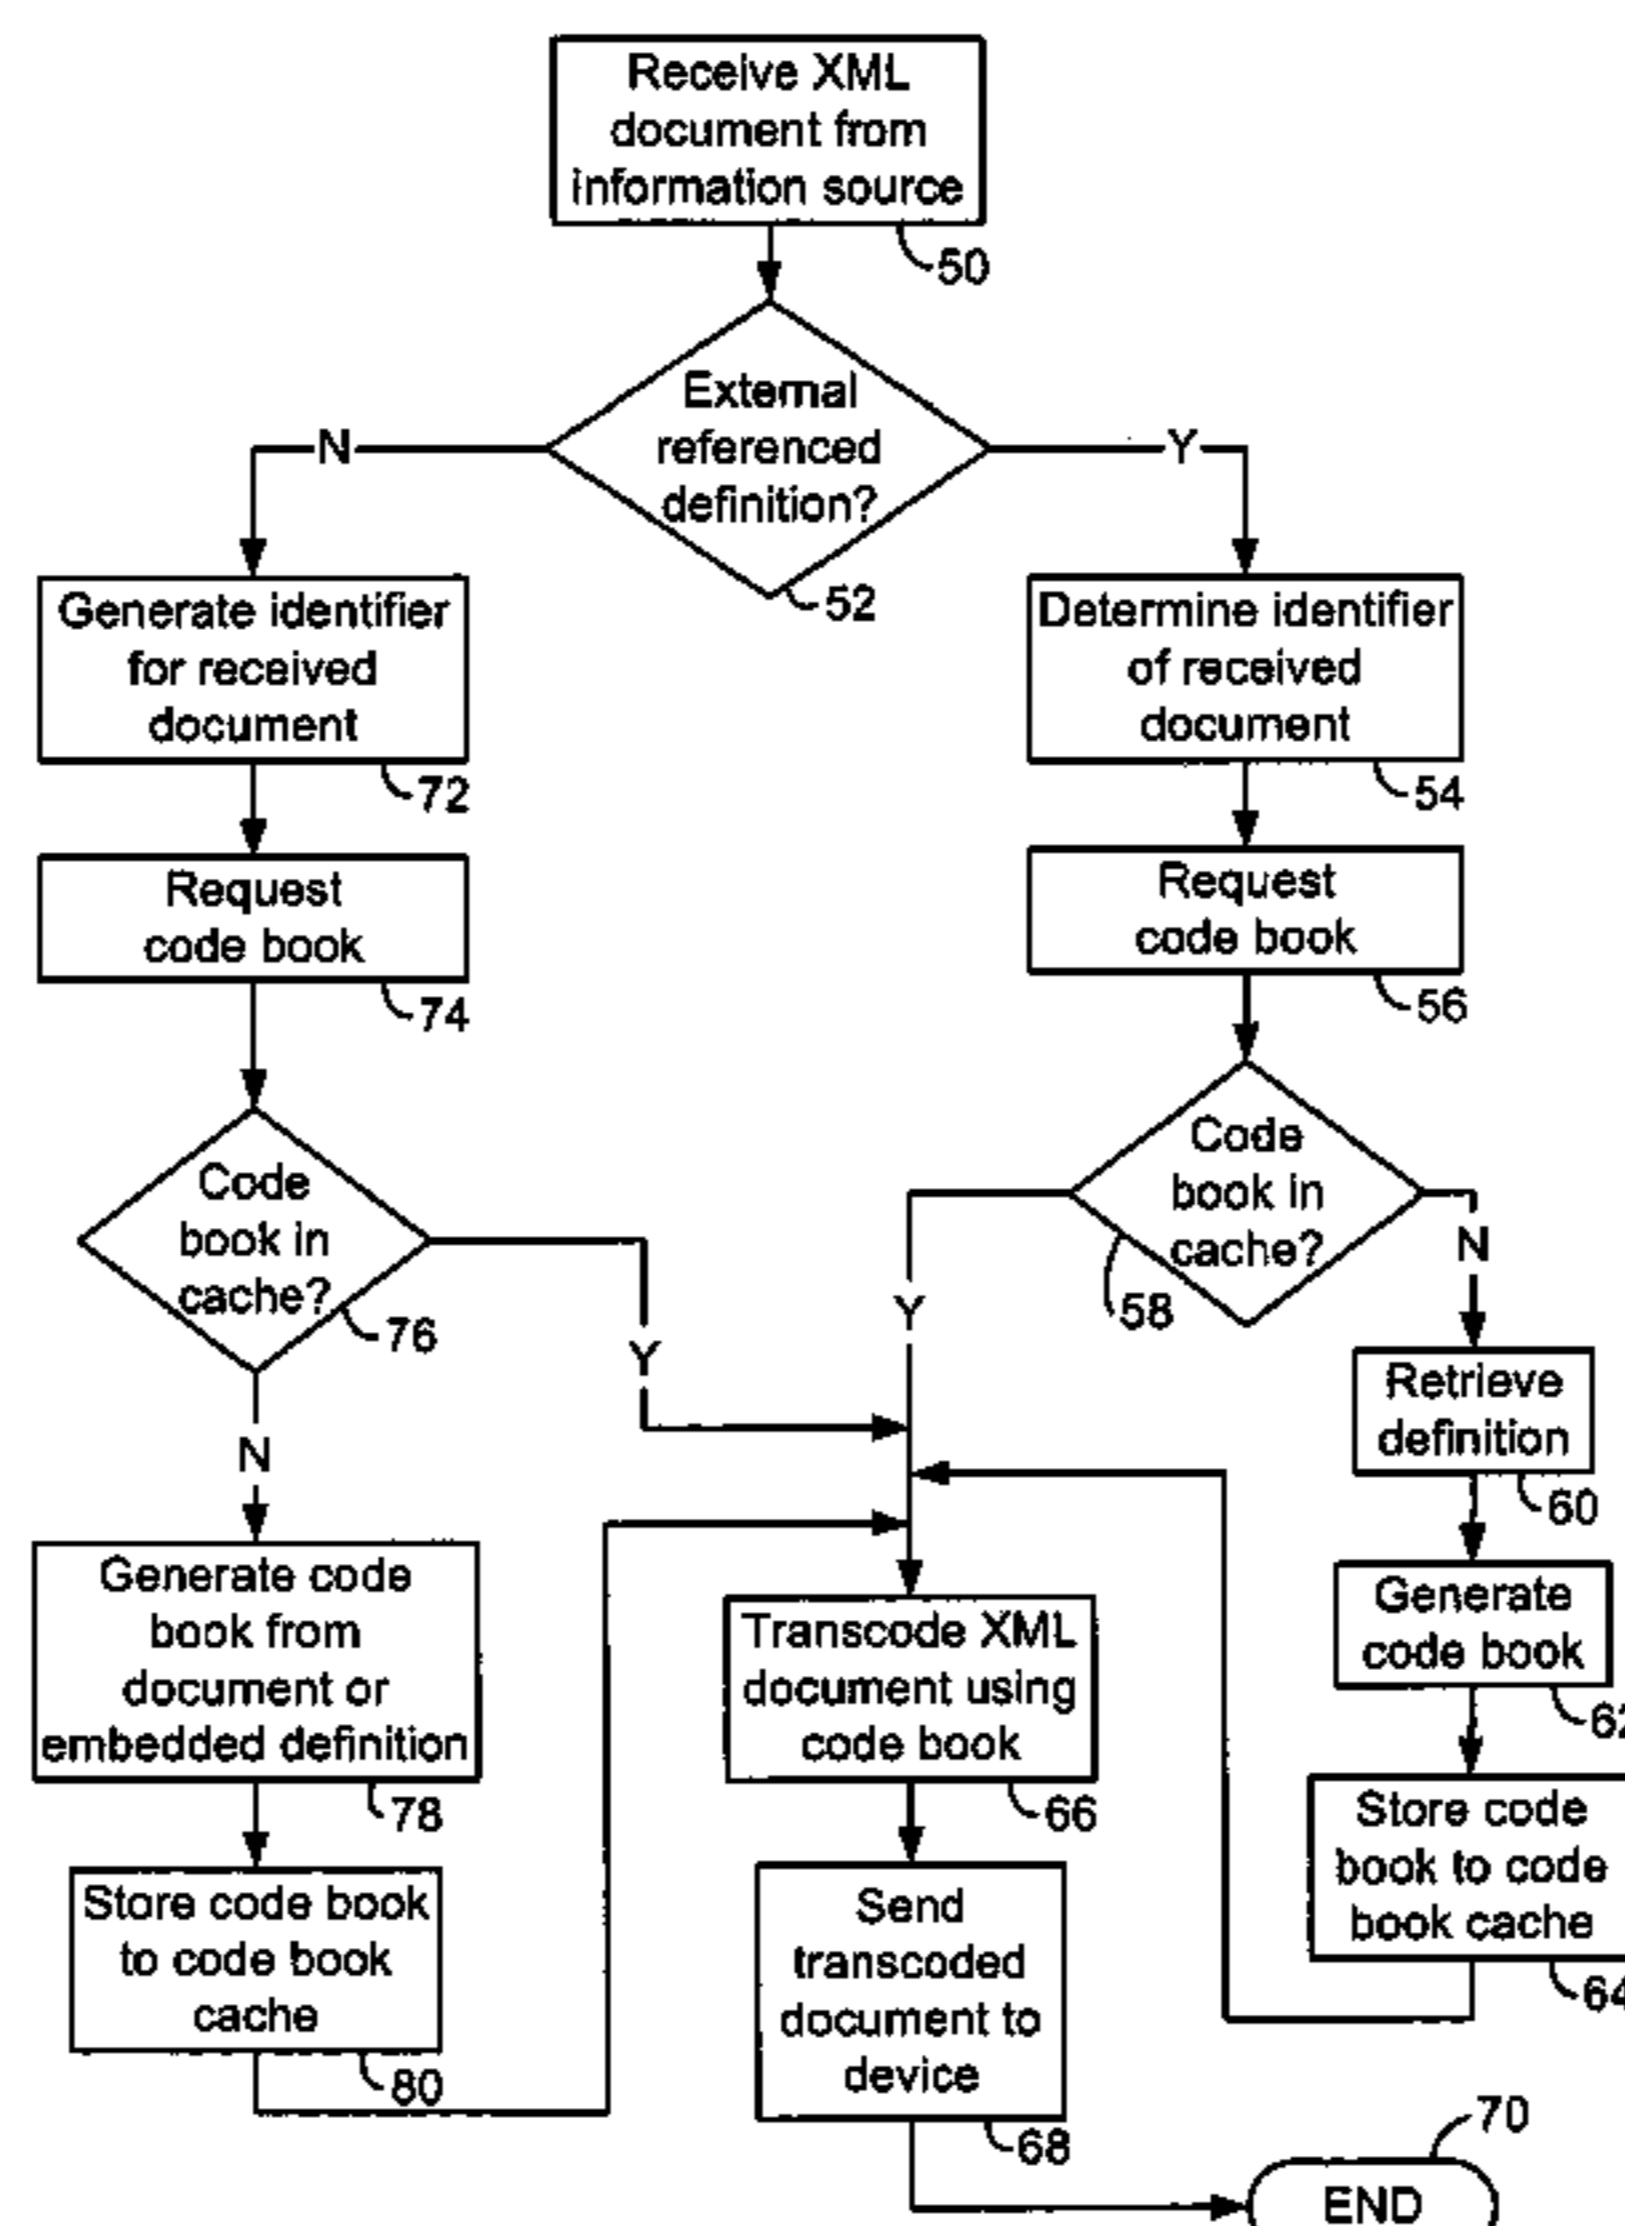 Receive XML
document from
information source
50
External
referenced
definition?
52
N
Y
Generate identifier
for received
document
72
Determine identifier
of received
document
54
Request
code book
74
Request
code book
56
Code
book in
cache?
76
Code
book in
cache?
58
Y
N
Y
N
Retrieve
definition
60
Generate code
book from
document or
embedded definition
78
Transcode XML
document using
code book
66
Generate
code book
62
Store code
book to code
book cache
64
Store code book
to code book
cache
80
Send
transcoded
document to
device
68
70
END